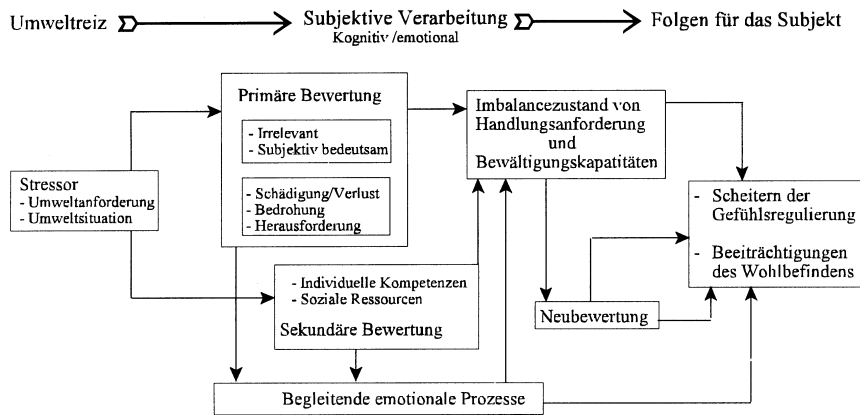 Umweltreiz
Subjektive Verarbeitung
Kognitiv /emotional
Folgen für das Subjekt
Primäre Bewertung
- Irrelevant
- Subjektiv bedeutsam
- Schädigung/Verlust
- Bedrohung
- Herausforderung
Imbalancezustand von
Handlungsanforderung
und
Bewältigungskapatitäten
Stressor
- Umweltanforderung
- Umweltsituation
- Scheitern der
Gefühlsregulierung
- Beeiträchtigungen
des Wohlbefindens
- Individuelle Kompetenzen
- Soziale Ressourcen
Sekundäre Bewertung
Neubewertung
Begleitende emotionale Prozesse